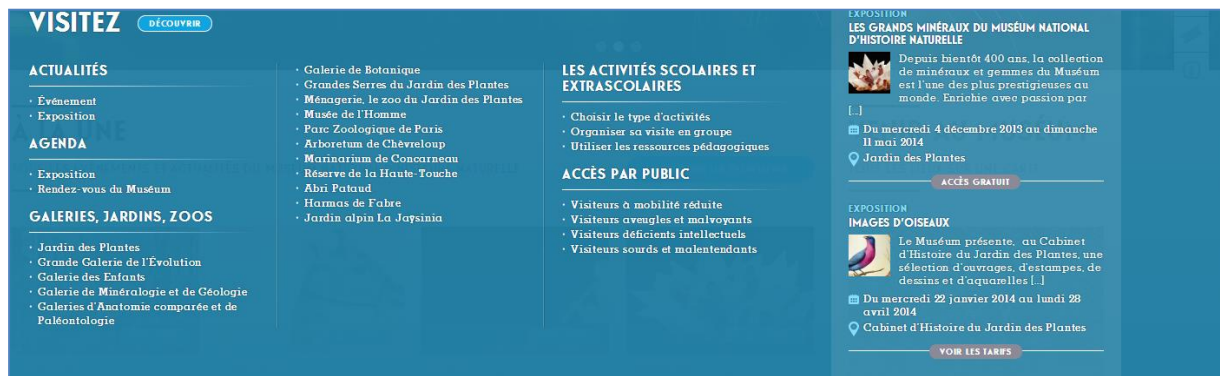 VISITEZ DÉCOUVRIR
ACTUALITÉS
· Événement
· Exposition
AGENDA
· Exposition
· Rendez-vous du Muséum
GALERIES, JARDINS, ZOOS
· Jardin des Plantes
· Grande Galerie de l'Évolution
· Galerie des Enfants
· Galerie de Minéralogie et de Géologie
· Galeries d'Anatomie comparée et de
Paléontologie
· Galerie de Botanique
· Grandes Serres du Jardin des Plantes
· Ménagerie, le zoo du Jardin des Plantes
· Musée de l'Homme
· Parc Zoologique de Paris
· Arboretum de Chèvreloup
· Marinarium de Concarneau
· Réserve de la Haute-Touche
· Abri Pataud
· Harmas de Fabre
· Jardin alpin La Jaysinia
LES ACTIVITÉS SCOLAIRES ET
EXTRASCOLAIRES
· Choisir le type d'activités
· Organiser sa visite en groupe
· Utiliser les ressources pédagogiques
ACCÈS PAR PUBLIC
· Visiteurs à mobilité réduite
· Visiteurs aveugles et malvoyants
· Visiteurs déficients intellectuels
· Visiteurs sourds et malentendants
EXPOSITION
LES GRANDS MINÉRAUX DU MUSÉUM NATIONAL
D'HISTOIRE NATURELLE
Depuis bientôt 400 ans, la collection
de minéraux et gemmes du Muséum
est l'une des plus prestigieuses au
monde. Enrichie avec passion par
[...]
Du mercredi 4 décembre 2013 au dimanche
11 mai 2014
Jardin des Plantes
ACCÈS GRATUIT
EXPOSITION
IMAGES D'OISEAUX
Le Muséum présente, au Cabinet
d'Histoire du Jardin des Plantes, une
sélection d'ouvrages, d'estampes, de
dessins et d'aquarelles [...]
Du mercredi 22 janvier 2014 au lundi 28
avril 2014
Cabinet d'Histoire du Jardin des Plantes
VOIR LES TARIFS
À LA UNE